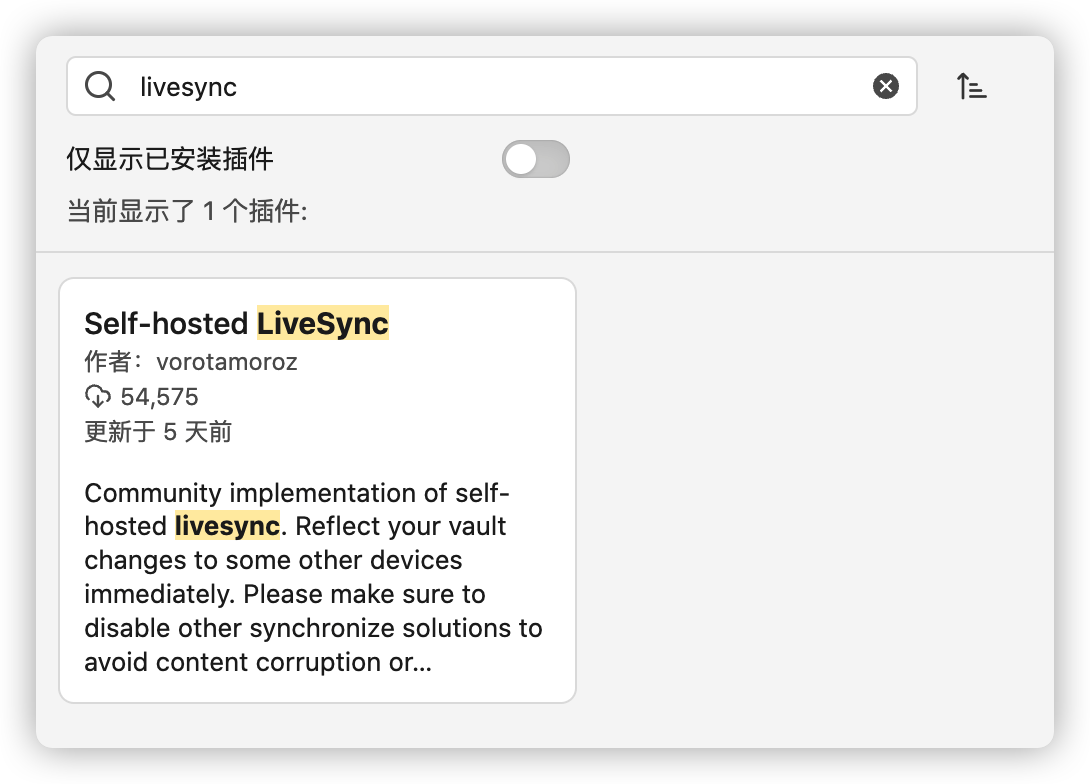 livesync
仅显示已安装插件
当前显示了 1 个插件:
Self-hosted LiveSync
作者：vorotamoroz
54,575
更新于 5 天前
Community implementation of self-
hosted livesync. Reflect your vault
changes to some other devices
immediately. Please make sure to
disable other synchronize solutions to
avoid content corruption or...